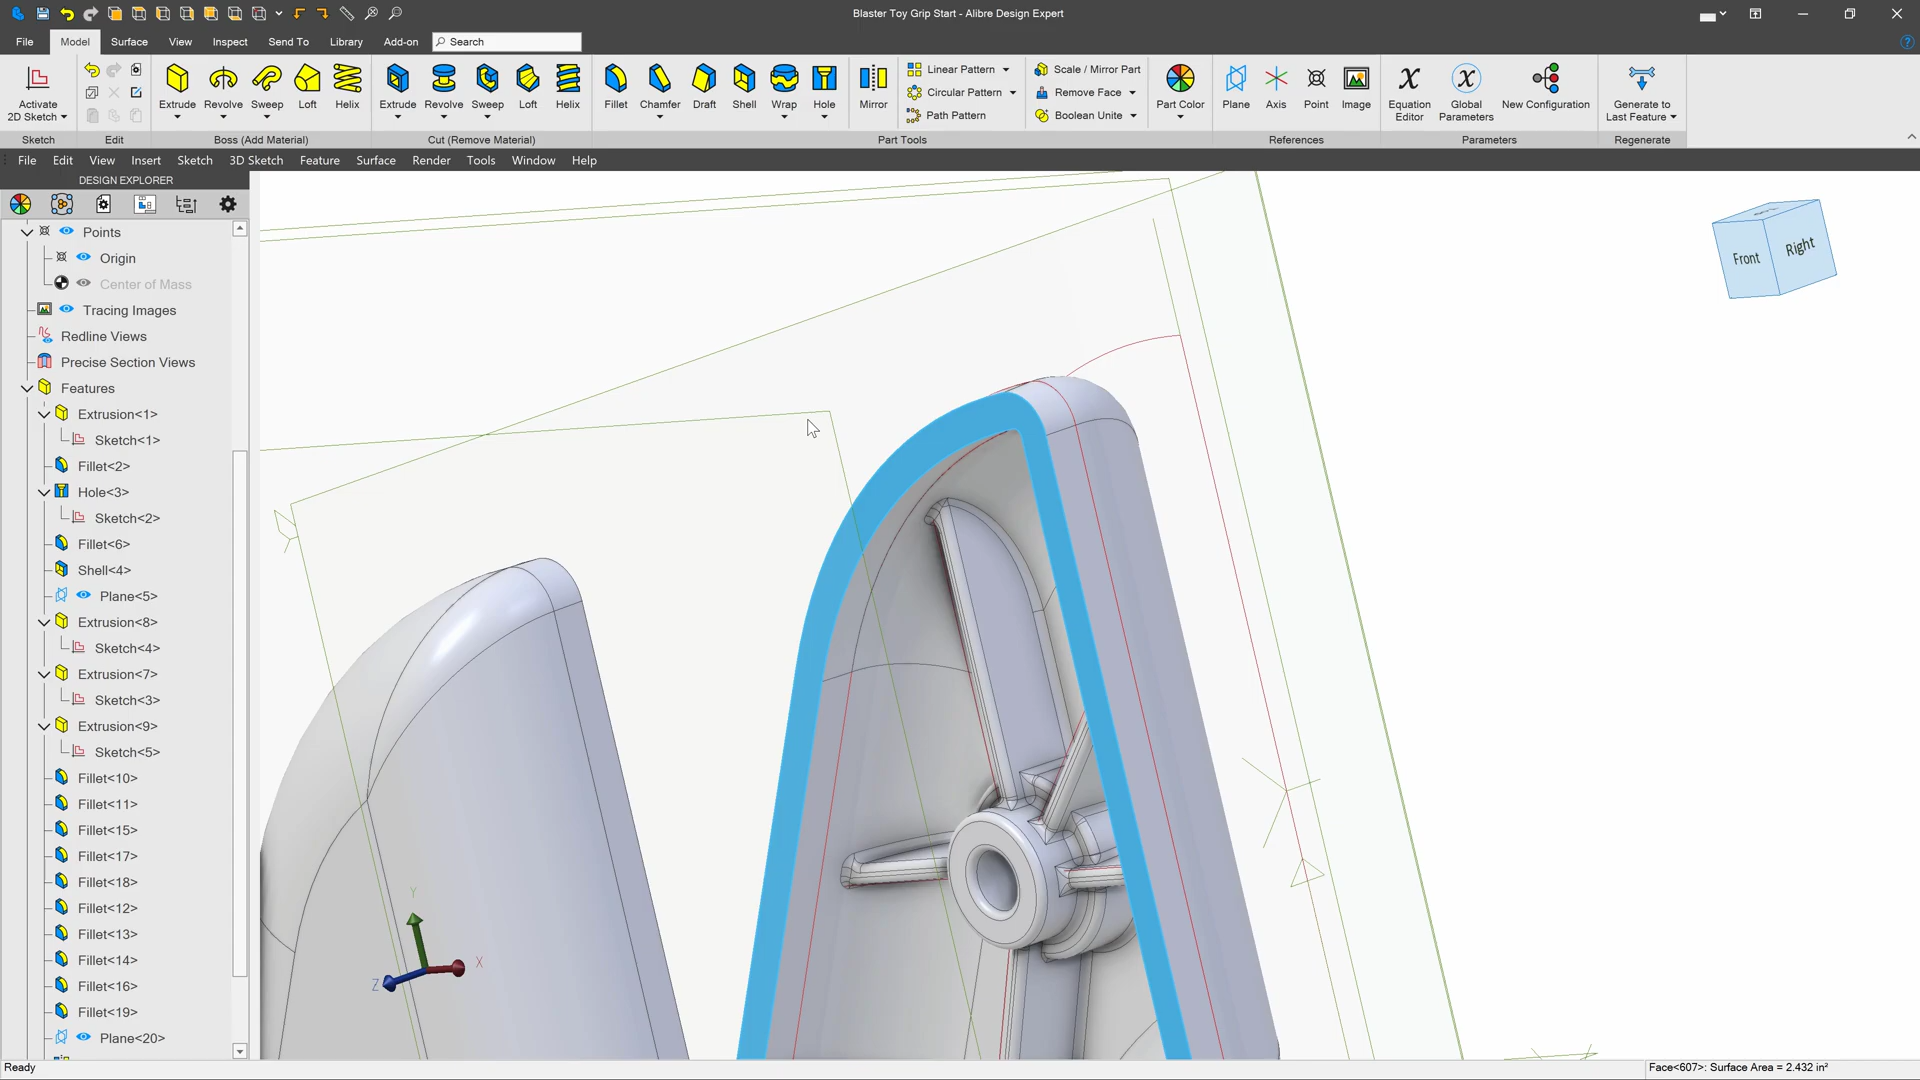 Blaster Toy Grip Start - Alibre Design Expert
File Model Surface View Inspect Send To Library Add-on Search
Activate 2D Sketch
Sketch
Edit
Extrude Revolve Sweep Loft Helix
Boss (Add Material)
Extrude Revolve Sweep Loft Helix
Cut (Remove Material)
Fillet Chamfer Draft Shell Wrap Hole Mirror
Linear Pattern
Circular Pattern
Path Pattern
Scale / Mirror Part
Remove Face
Boolean Unite
Part Color
Part Tools
Plane Axis Point Image
References
Equation Editor
Global Parameters
New Configuration
Parameters
Generate to Last Feature
Regenerate
File Edit View Insert Sketch 3D Sketch Feature Surface Render Tools Window Help
DESIGN EXPLORER
Points
Origin
Center of Mass
Tracing Images
Redline Views
Precise Section Views
Features
Extrusion<1>
Sketch<1>
Fillet<2>
Hole<3>
Sketch<2>
Fillet<6>
Shell<4>
Plane<5>
Extrusion<8>
Sketch<4>
Extrusion<7>
Sketch<3>
Extrusion<9>
Sketch<5>
Fillet<10>
Fillet<11>
Fillet<15>
Fillet<17>
Fillet<18>
Fillet<12>
Fillet<13>
Fillet<14>
Fillet<16>
Fillet<19>
Plane<20>
Front
Right
Y
X
Z
Ready
Face<607>: Surface Area = 2.432 in²